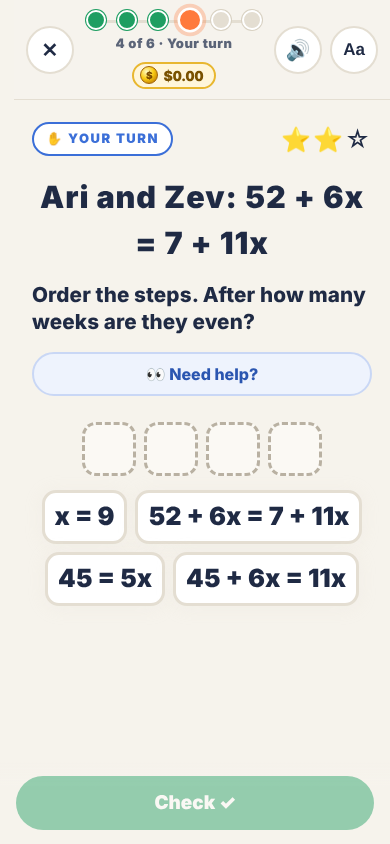 4 of 6 · Your turn
$ $0.00
Aa
YOUR TURN
Ari and Zev: 52 + 6x
= 7 + 11x
Order the steps. After how many
weeks are they even?
👀 Need help?
x = 9
52 + 6x = 7 + 11x
45 = 5x
45 + 6x = 11x
Check ✓